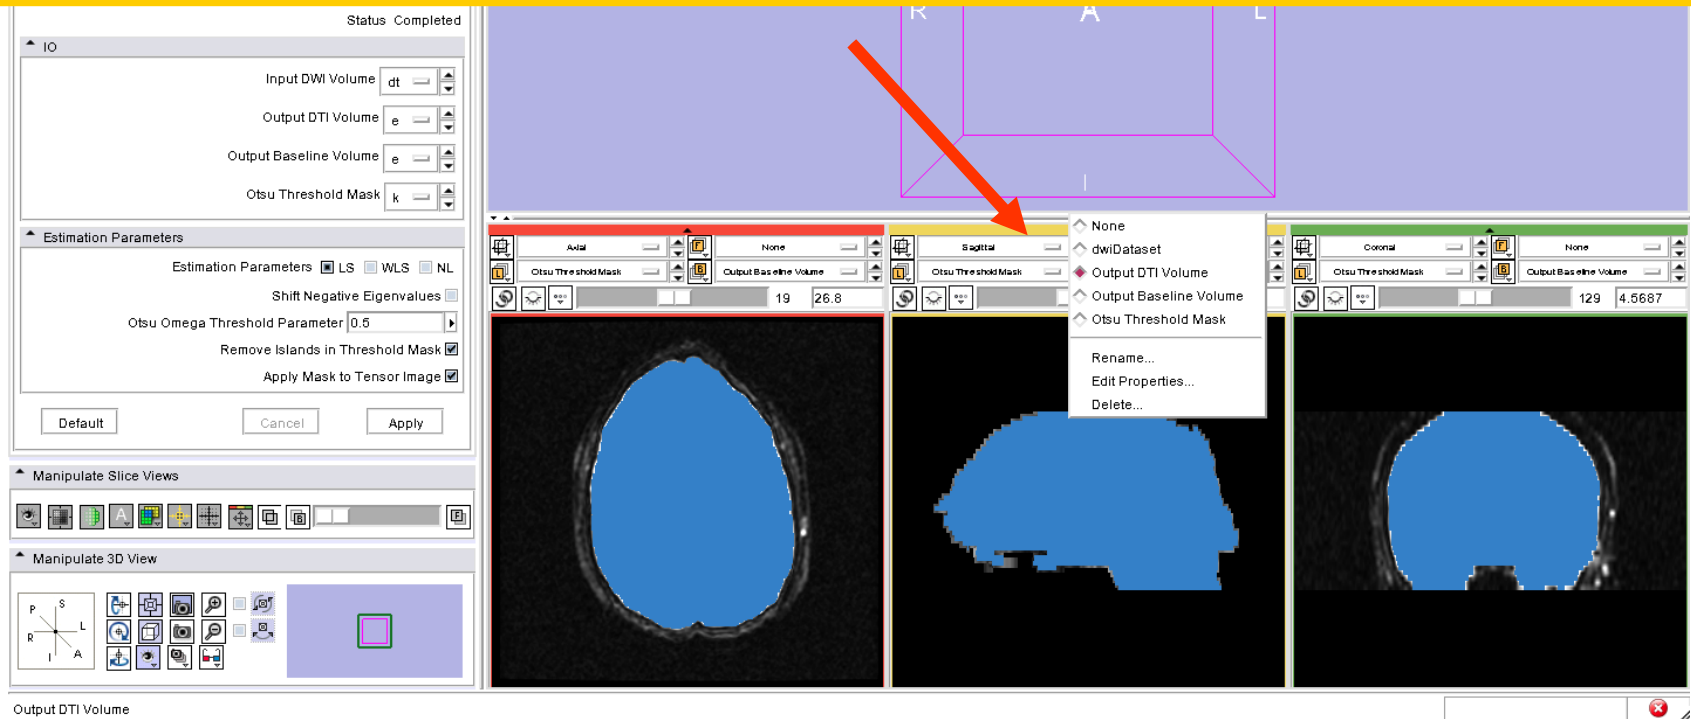 Status Completed
IO
Input DWI Volume dt
Output DTI Volume e
Output Baseline Volume e
Otsu Threshold Mask k
Estimation Parameters
Estimation Parameters LS WLS NL
Shift Negative Eigenvalues
Otsu Omega Threshold Parameter 0.5
Remove Islands in Threshold Mask
Apply Mask to Tensor Image
Default Cancel Apply
Manipulate Slice Views
A
B
F
Manipulate 3D View
P S
R L
I A
Output DTI Volume
R A L
I
Axial F None
L Otsu Threshold Mask B Output Baseline Volume
19 26.8
Sagittal
L Otsu Threshold Mask
None
dwiDataset
Output DTI Volume
Output Baseline Volume
Otsu Threshold Mask
Rename...
Edit Properties...
Delete...
Coronal F None
L Otsu Threshold Mask B Output Baseline Volume
129 4.5687